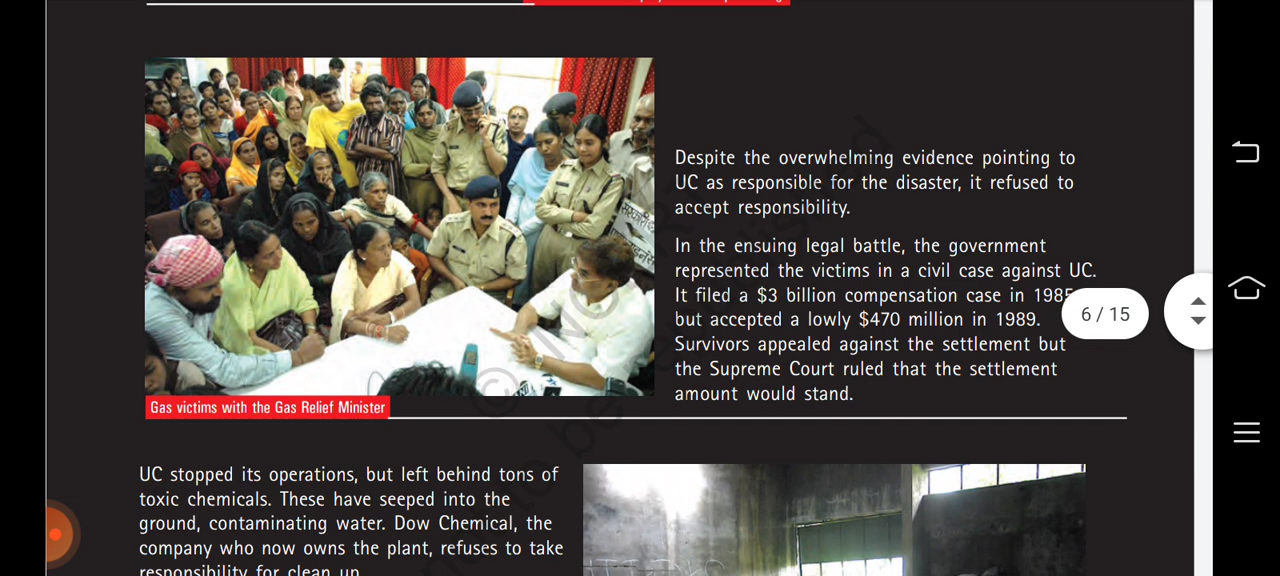 Despite the overwhelming evidence pointing to
UC as responsible for the disaster, it refused to
accept responsibility.
In the ensuing legal battle, the government
represented the victims in a civil case against UC.
It filed a $3 billion compensation case in 1985
but accepted a lowly $470 million in 1989.
Survivors appealed against the settlement but
the Supreme Court ruled that the settlement
amount would stand.
6 / 15
Gas victims with the Gas Relief Minister
UC stopped its operations, but left behind tons of
toxic chemicals. These have seeped into the
ground, contaminating water. Dow Chemical, the
company who now owns the plant, refuses to take
responsibility for clean up.